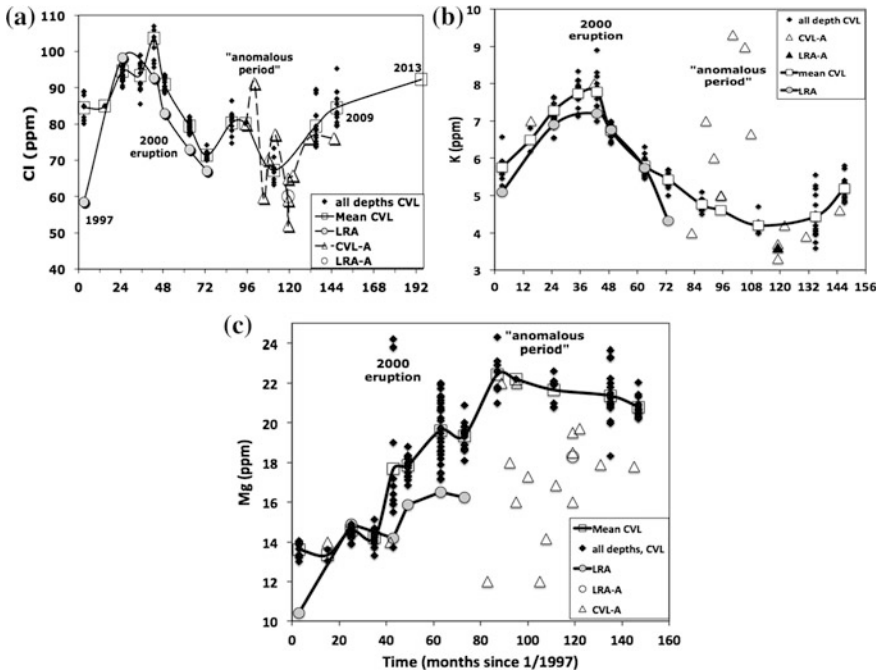 (a)
110
100
90
80
70
60
50
40
Cl (ppm)
2000
eruption
"anomalous
period"
2013
2009
2000
eruption
1997
all depths CVL
Mean CVL
LRA
CVL-A
LRA-A
0 24 48 72 96 120 144 168 192
(b)
10
9
8
7
6
5
4
3
K (ppm)
2000
eruption
"anomalous
period"
all depth CVL
CVL-A
LRA-A
mean CVL
LRA
0 12 24 36 48 60 72 84 96 108 120 132 144 156
(c)
24
22
20
18
16
14
12
10
Mg (ppm)
2000
eruption
"anomalous
period"
Mean CVL
all depths, CVL
LRA
LRA-A
CVL-A
0 20 40 60 80 100 120 140 160
Time (months since 1/1997)